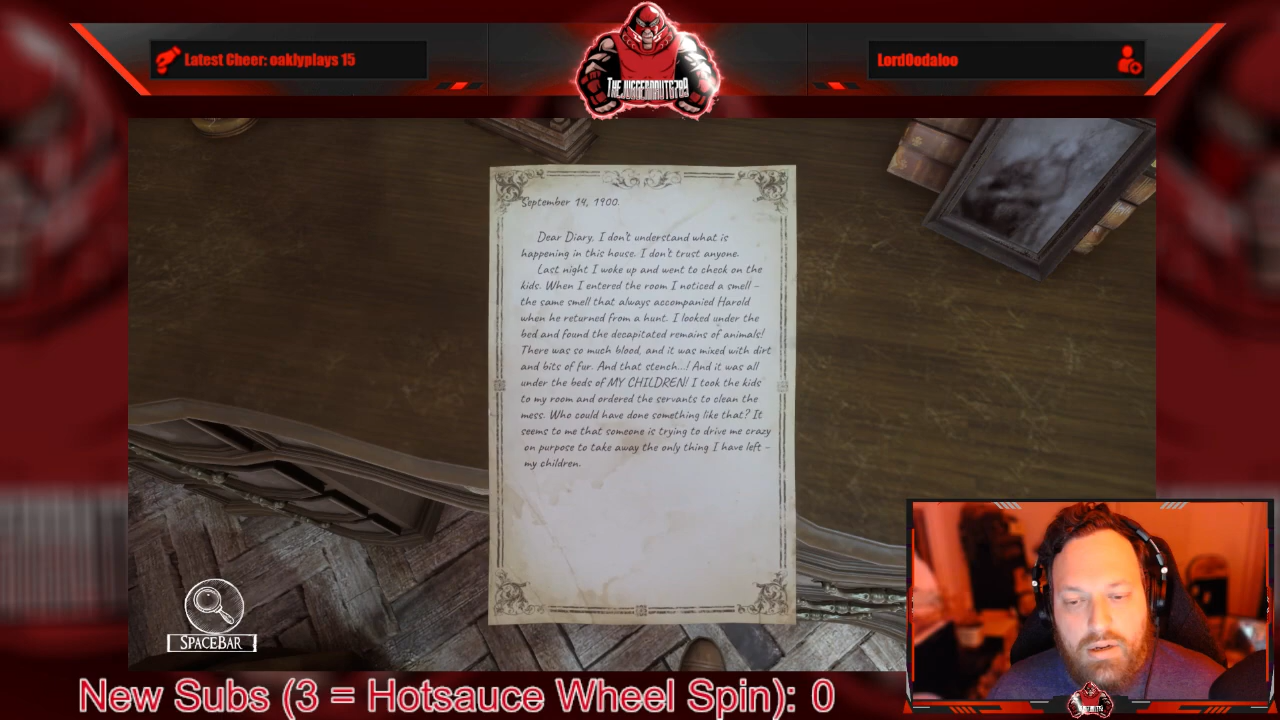 Latest Cheer: oaklyplays 15
LordOodaloo
TheJuggernautG789
September 14, 1900.
Dear Diary, I don't understand what is
happening in this house. I don't trust anyone.
Last night I woke up and went to check on the
kids. When I entered the room I noticed a smell –
the same smell that always accompanied Harold
when he returned from a hunt. I looked under the
bed and found the decapitated remains of animals!
There was so much blood, and it was mixed with dirt
and bits of fur. And that stench...! And it was all
under the beds of MY CHILDREN! I took the kids
to my room and ordered the servants to clean the
mess. Who could have done something like that? It
seems to me that someone is trying to drive me crazy
on purpose to take away the only thing I have left –
my children.
SPACEBAR
New Subs (3 = Hotsauce Wheel Spin): 0